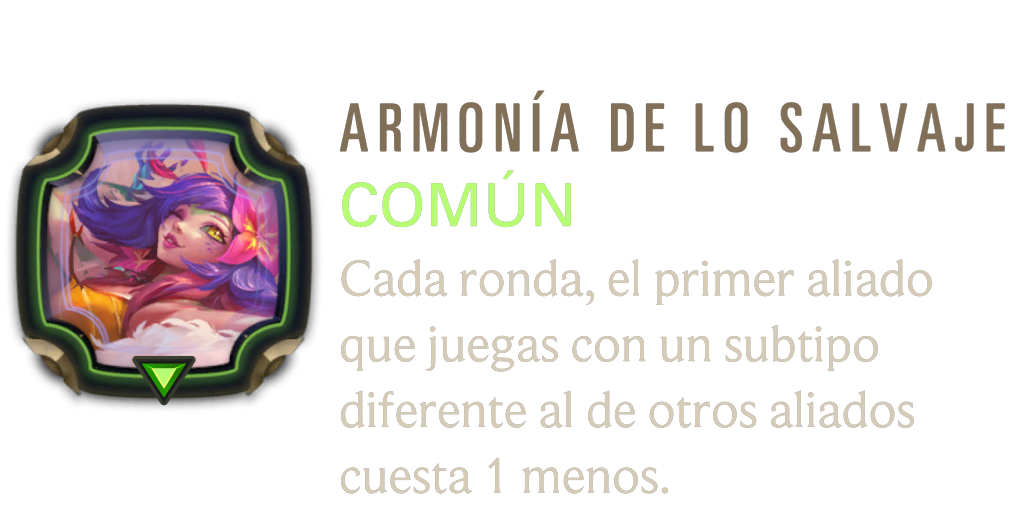 ARMONÍA DE LO SALVAJE
COMÚN
Cada ronda, el primer aliado
que juegas con un subtipo
diferente al de otros aliados
cuesta 1 menos.